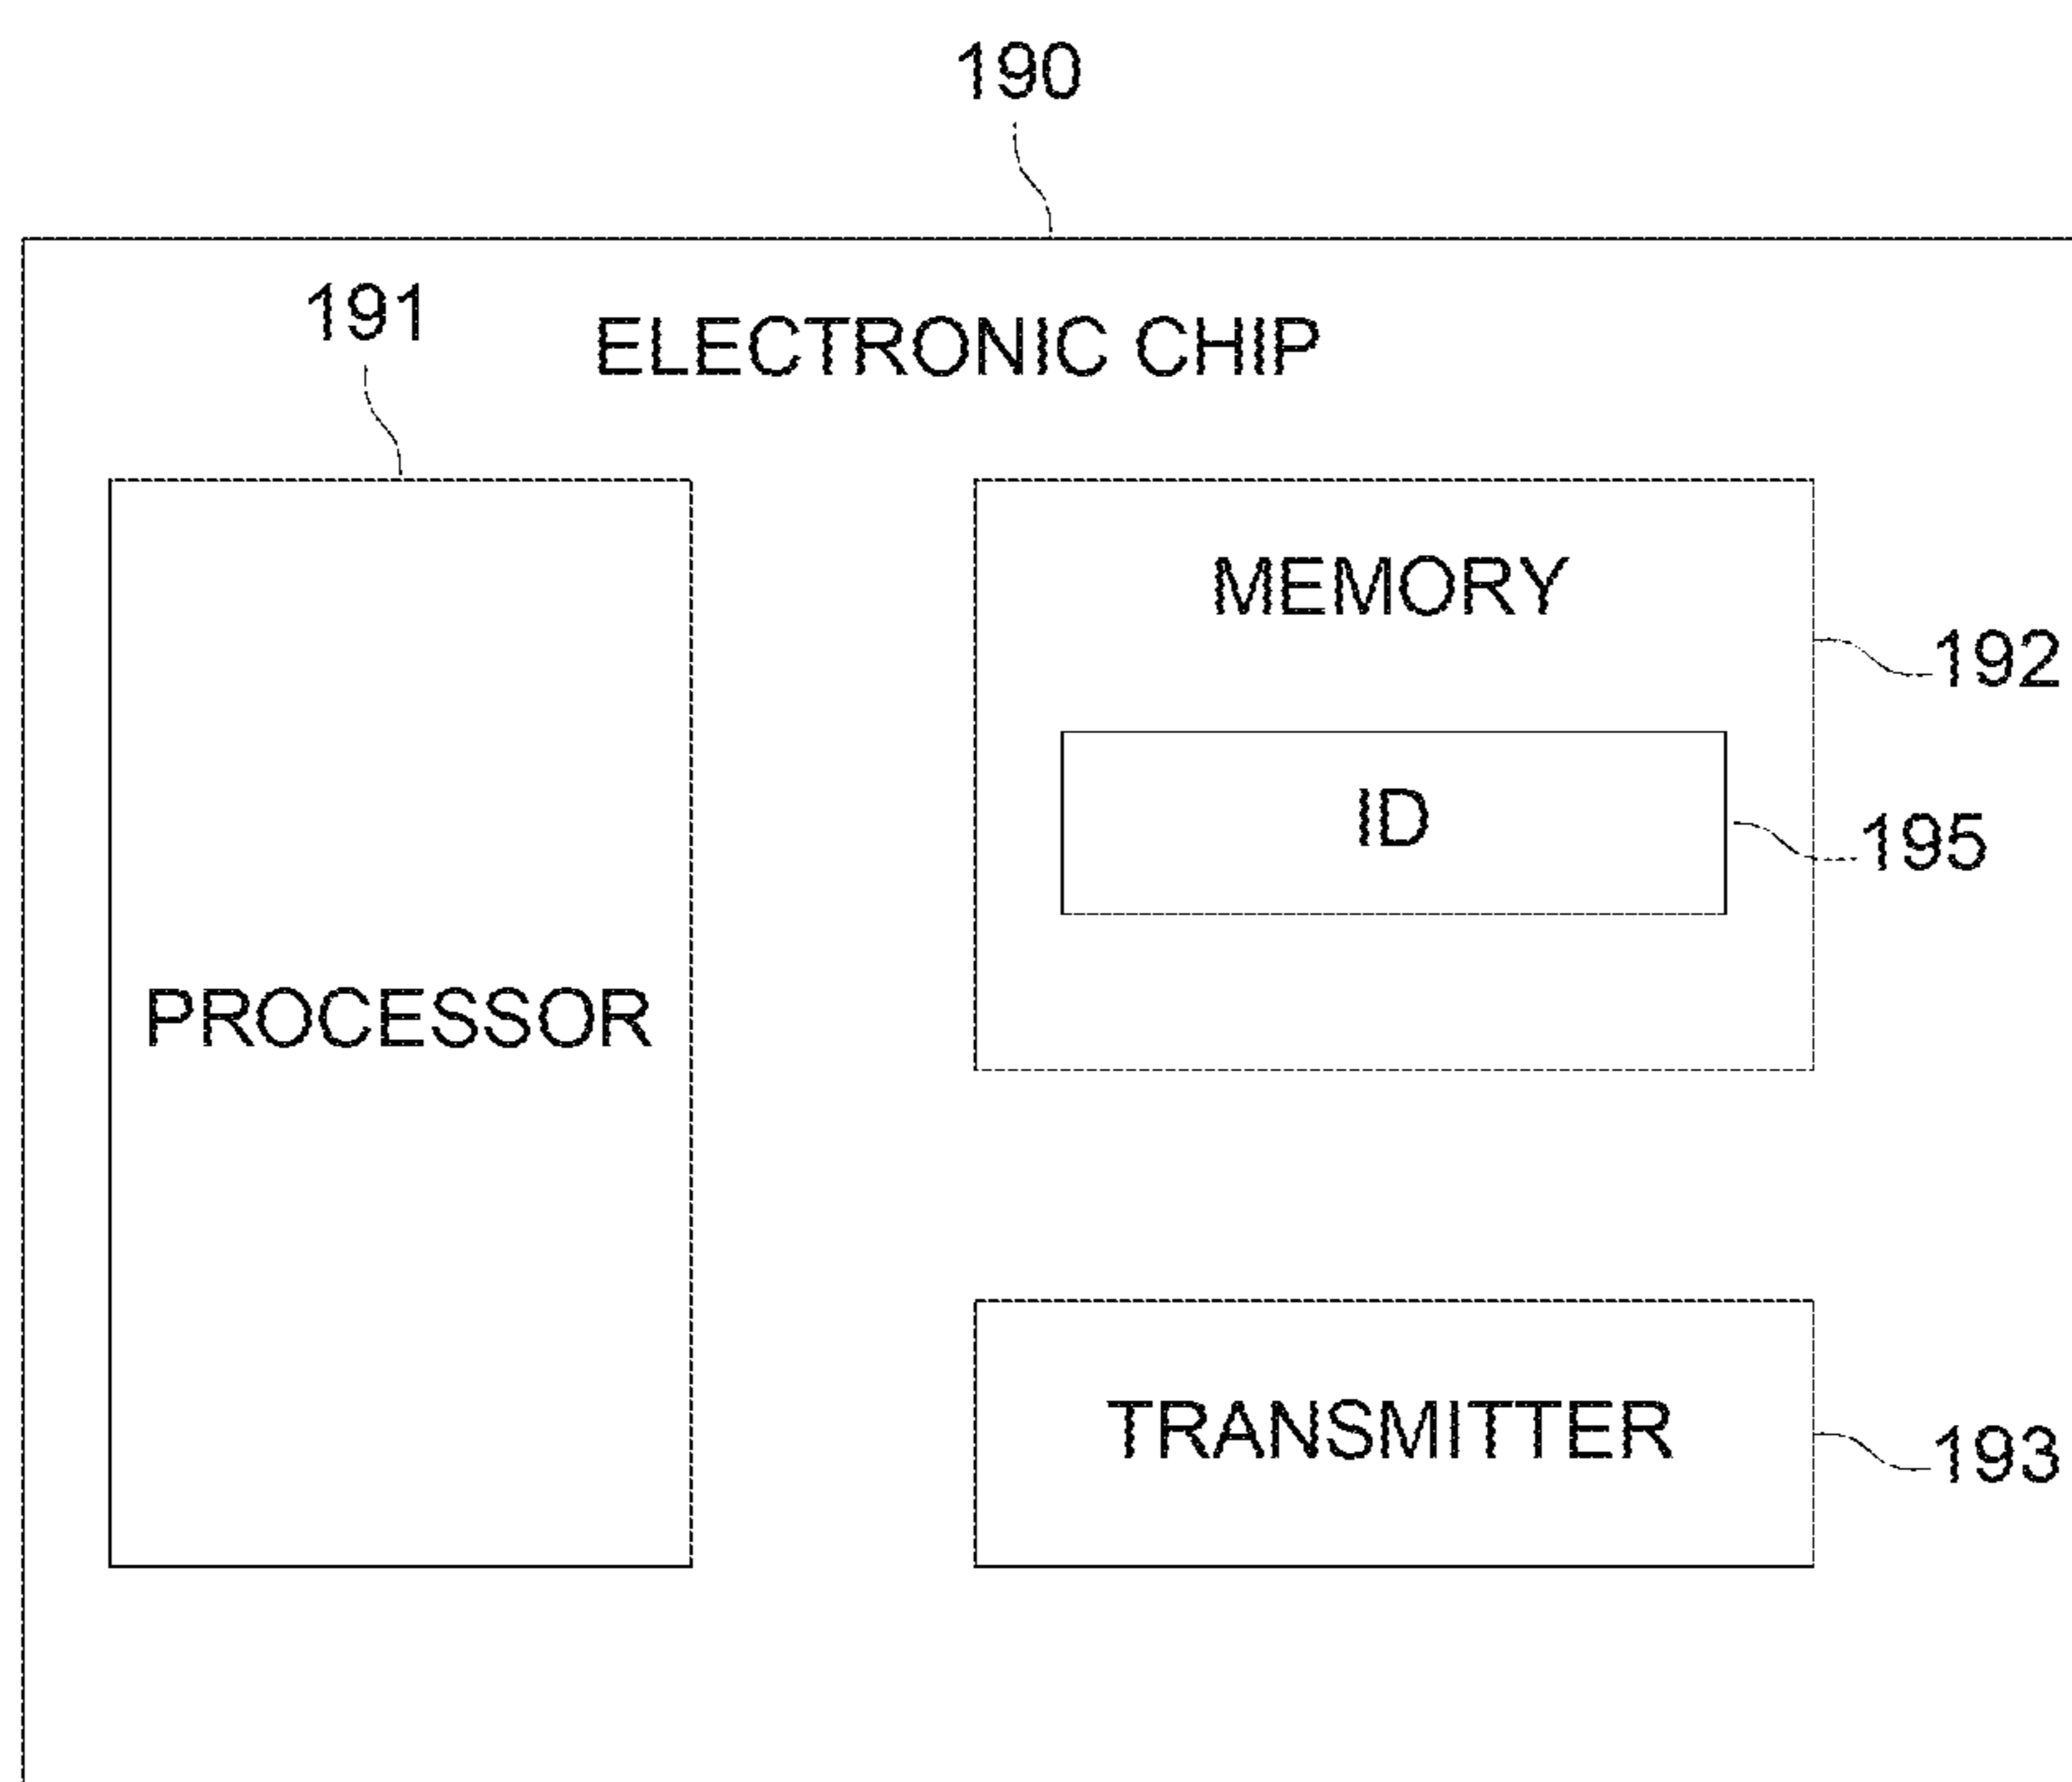 190
191
ELECTRONIC CHIP
MEMORY
192
ID
195
PROCESSOR
TRANSMITTER
193